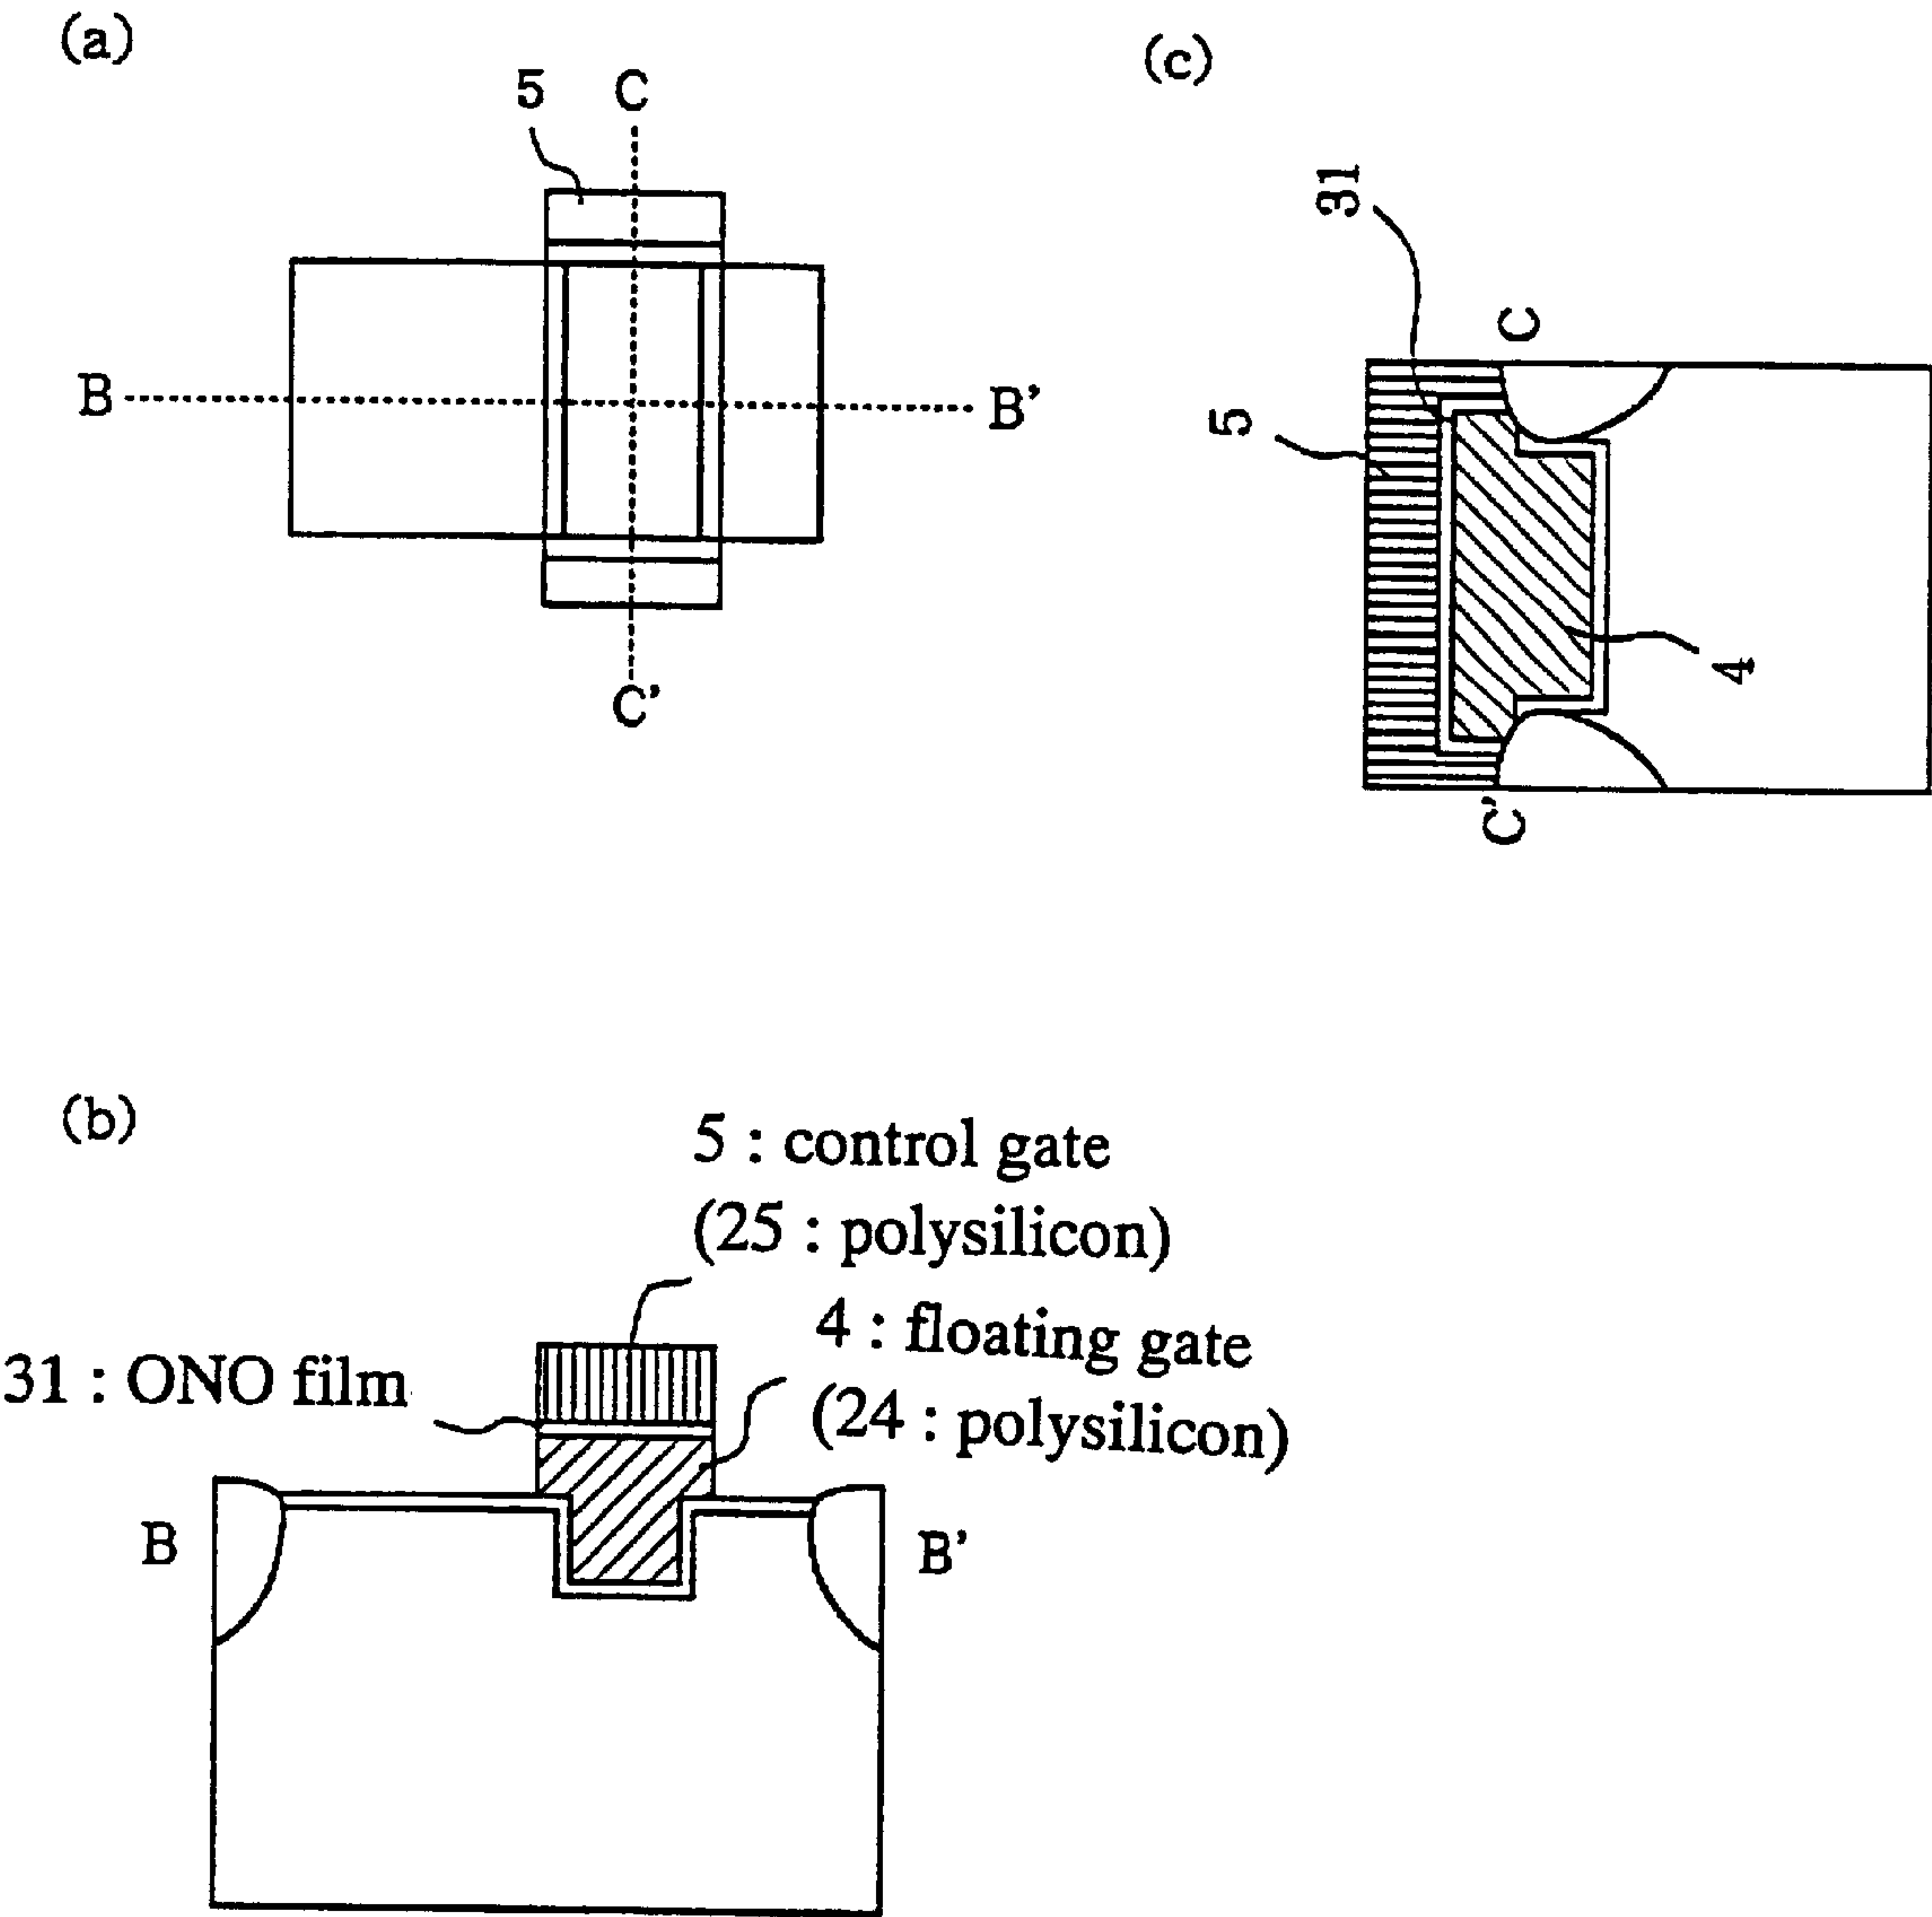 (a)
5
C
B
B'
C'
(c)
31
5
C
4
C'
(b)
5 : control gate
(25 : polysilicon)
4 : floating gate
(24 : polysilicon)
31 : ONO film
B
B'